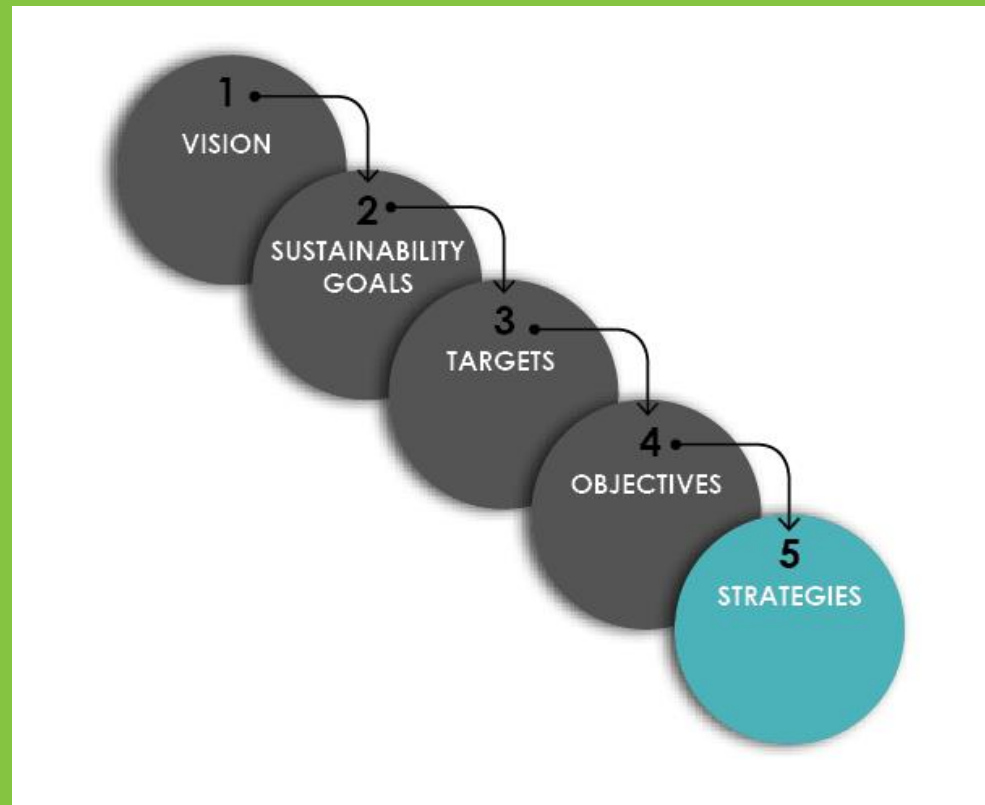 1
VISION
2
SUSTAINABILITY
GOALS
3
TARGETS
4
OBJECTIVES
5
STRATEGIES